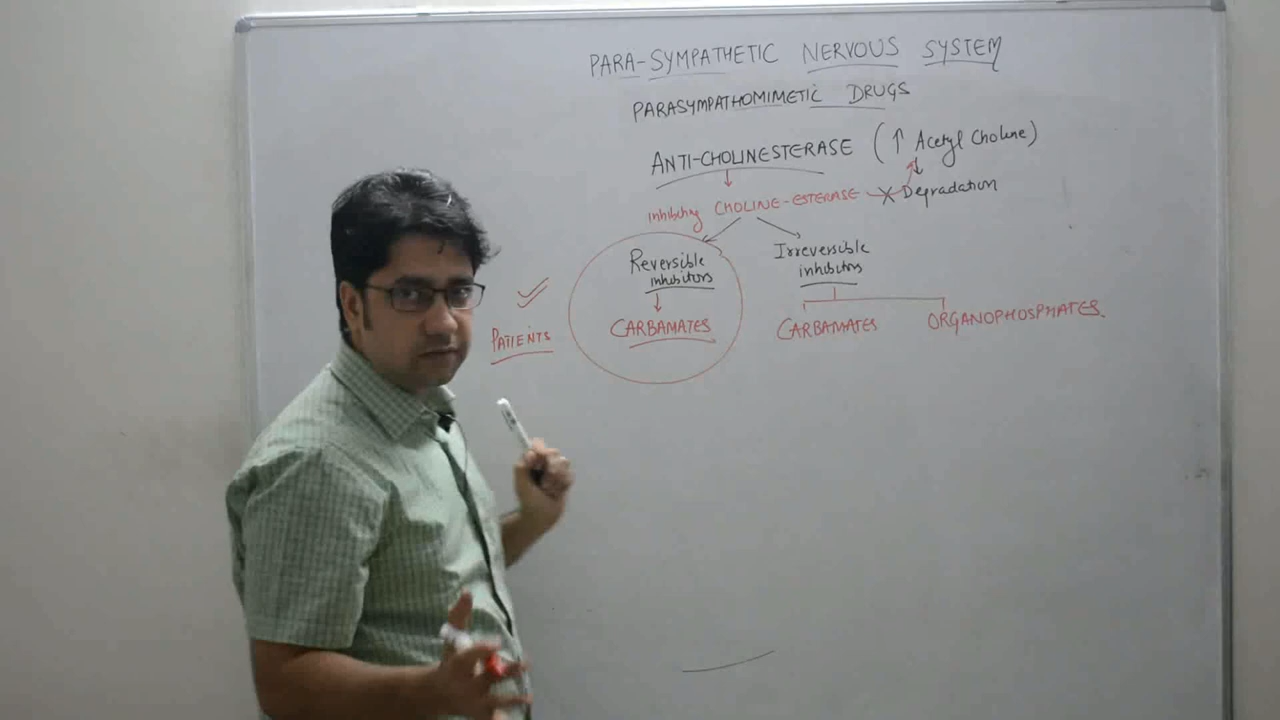 PARA-SYMPATHETIC NERVOUS SYSTEM
PARASYMPATHOMIMETIC DRUGS
ANTI-CHOLINESTERASE (↑ Acetyl Choline)
inhibiting CHOLINE-ESTERASE Degradation
Reversible inhibitors
Irreversible inhibitors
PATIENTS
CARBAMATES
CARBAMATES
ORGANOPHOSPHATES